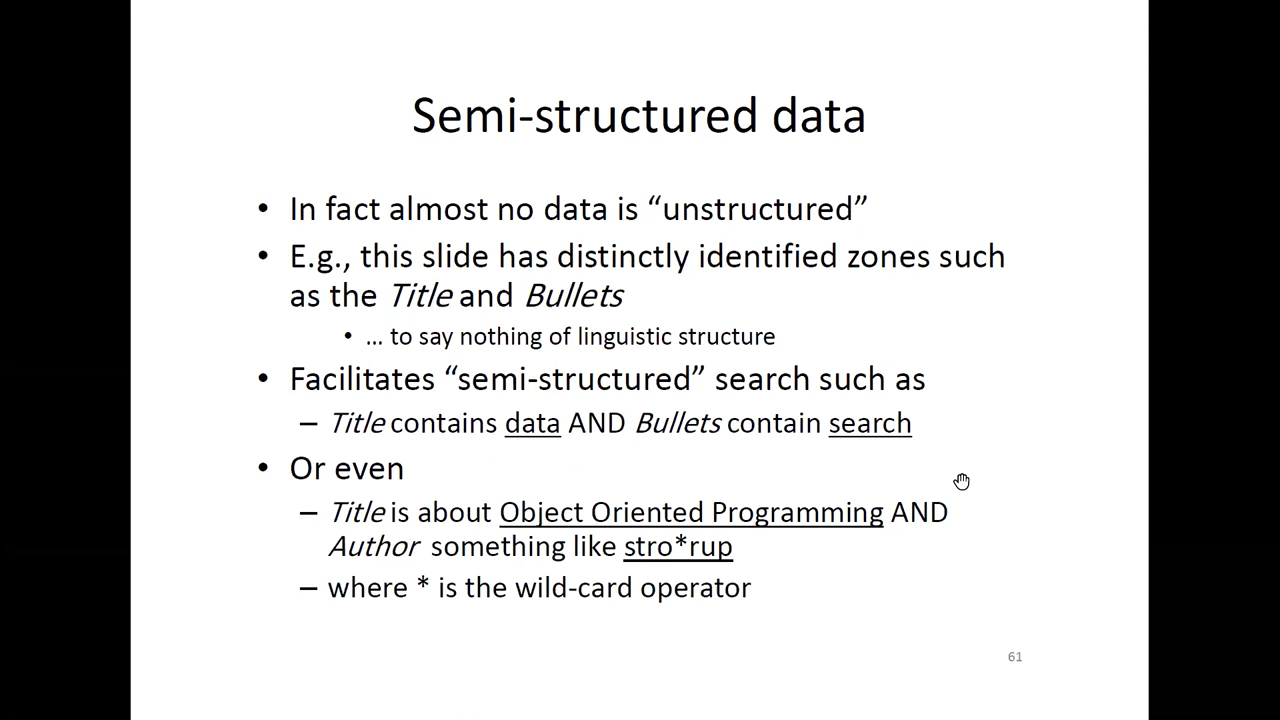 Semi-structured data
• In fact almost no data is “unstructured”
• E.g., this slide has distinctly identified zones such
as the Title and Bullets
• … to say nothing of linguistic structure
• Facilitates “semi-structured” search such as
– Title contains data AND Bullets contain search
• Or even
– Title is about Object Oriented Programming AND
Author something like stro*rup
– where * is the wild-card operator
61